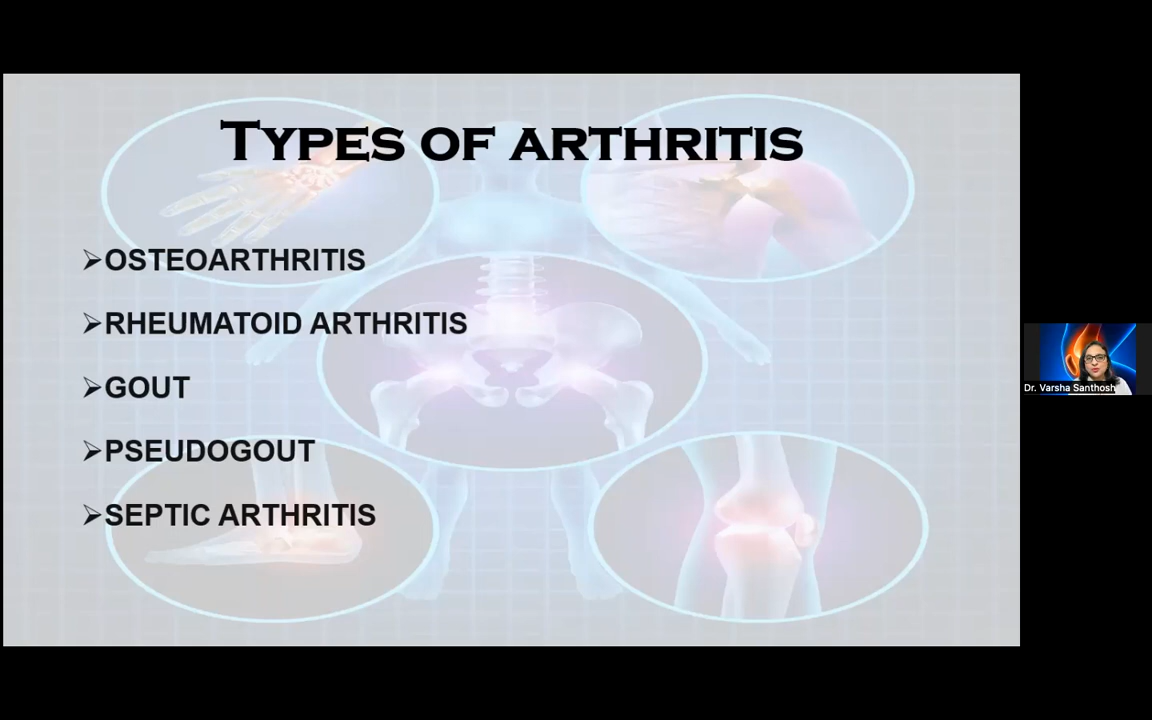 TYPES OF ARTHRITIS
➢OSTEOARTHRITIS
➢RHEUMATOID ARTHRITIS
➢GOUT
➢PSEUDOGOUT
➢SEPTIC ARTHRITIS
Dr. Varsha Santhosh